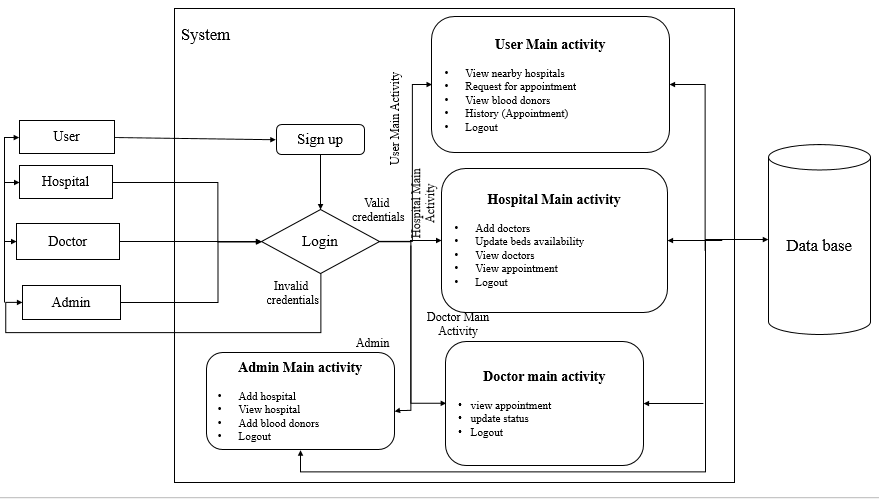 System
User Main activity
• View nearby hospitals
• Request for appointment
• View blood donors
• History (Appointment)
• Logout
User Main Activity
User
Sign up
Hospital
Hospital Main
Activity
Hospital Main activity
• Add doctors
• Update beds availability
• View doctors
• View appointment
• Logout
Valid
credentials
Doctor
Login
Data base
Invalid
credentials
Admin
Doctor Main
Activity
Admin
Admin Main activity
• Add hospital
• View hospital
• Add blood donors
• Logout
Doctor main activity
• view appointment
• update status
• Logout